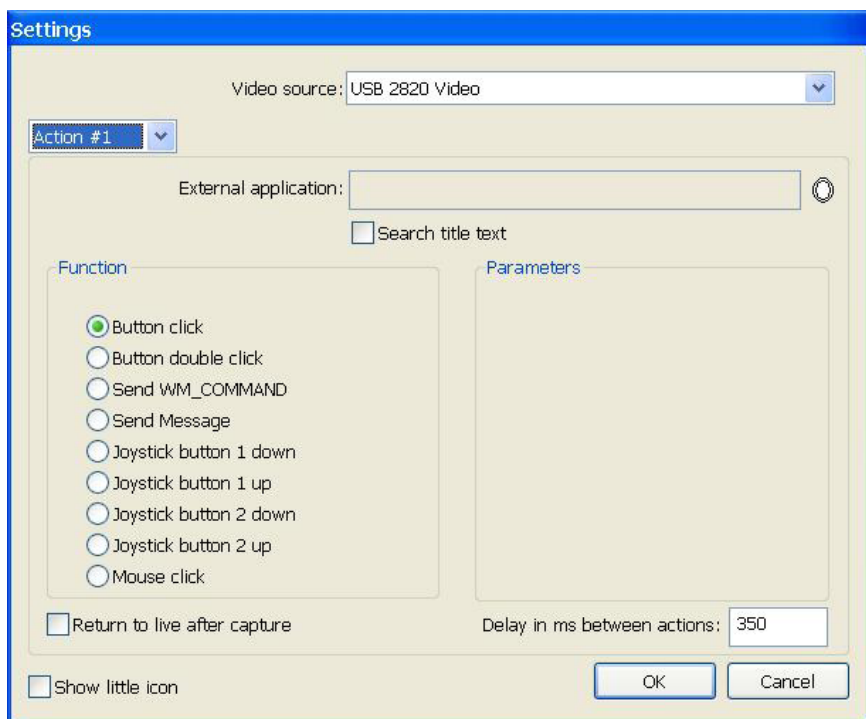 Settings
Video source: USB 2820 Video
Action #1
External application:
Search title text
Function
Parameters
Button click
Button double click
Send WM_COMMAND
Send Message
Joystick button 1 down
Joystick button 1 up
Joystick button 2 down
Joystick button 2 up
Mouse click
Return to live after capture
Delay in ms between actions: 350
Show little icon
OK
Cancel